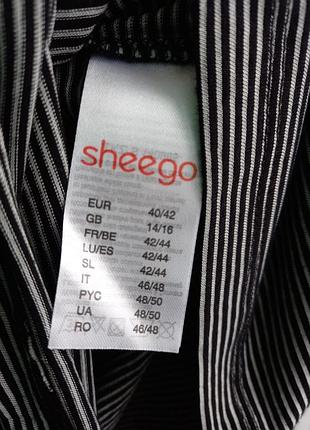 sheego
EUR 40/42
GB 14/16
FR/BE 42/44
LU/ES 42/44
SL 42/44
IT 46/48
РУС 48/50
UA 48/50
RO 46/48